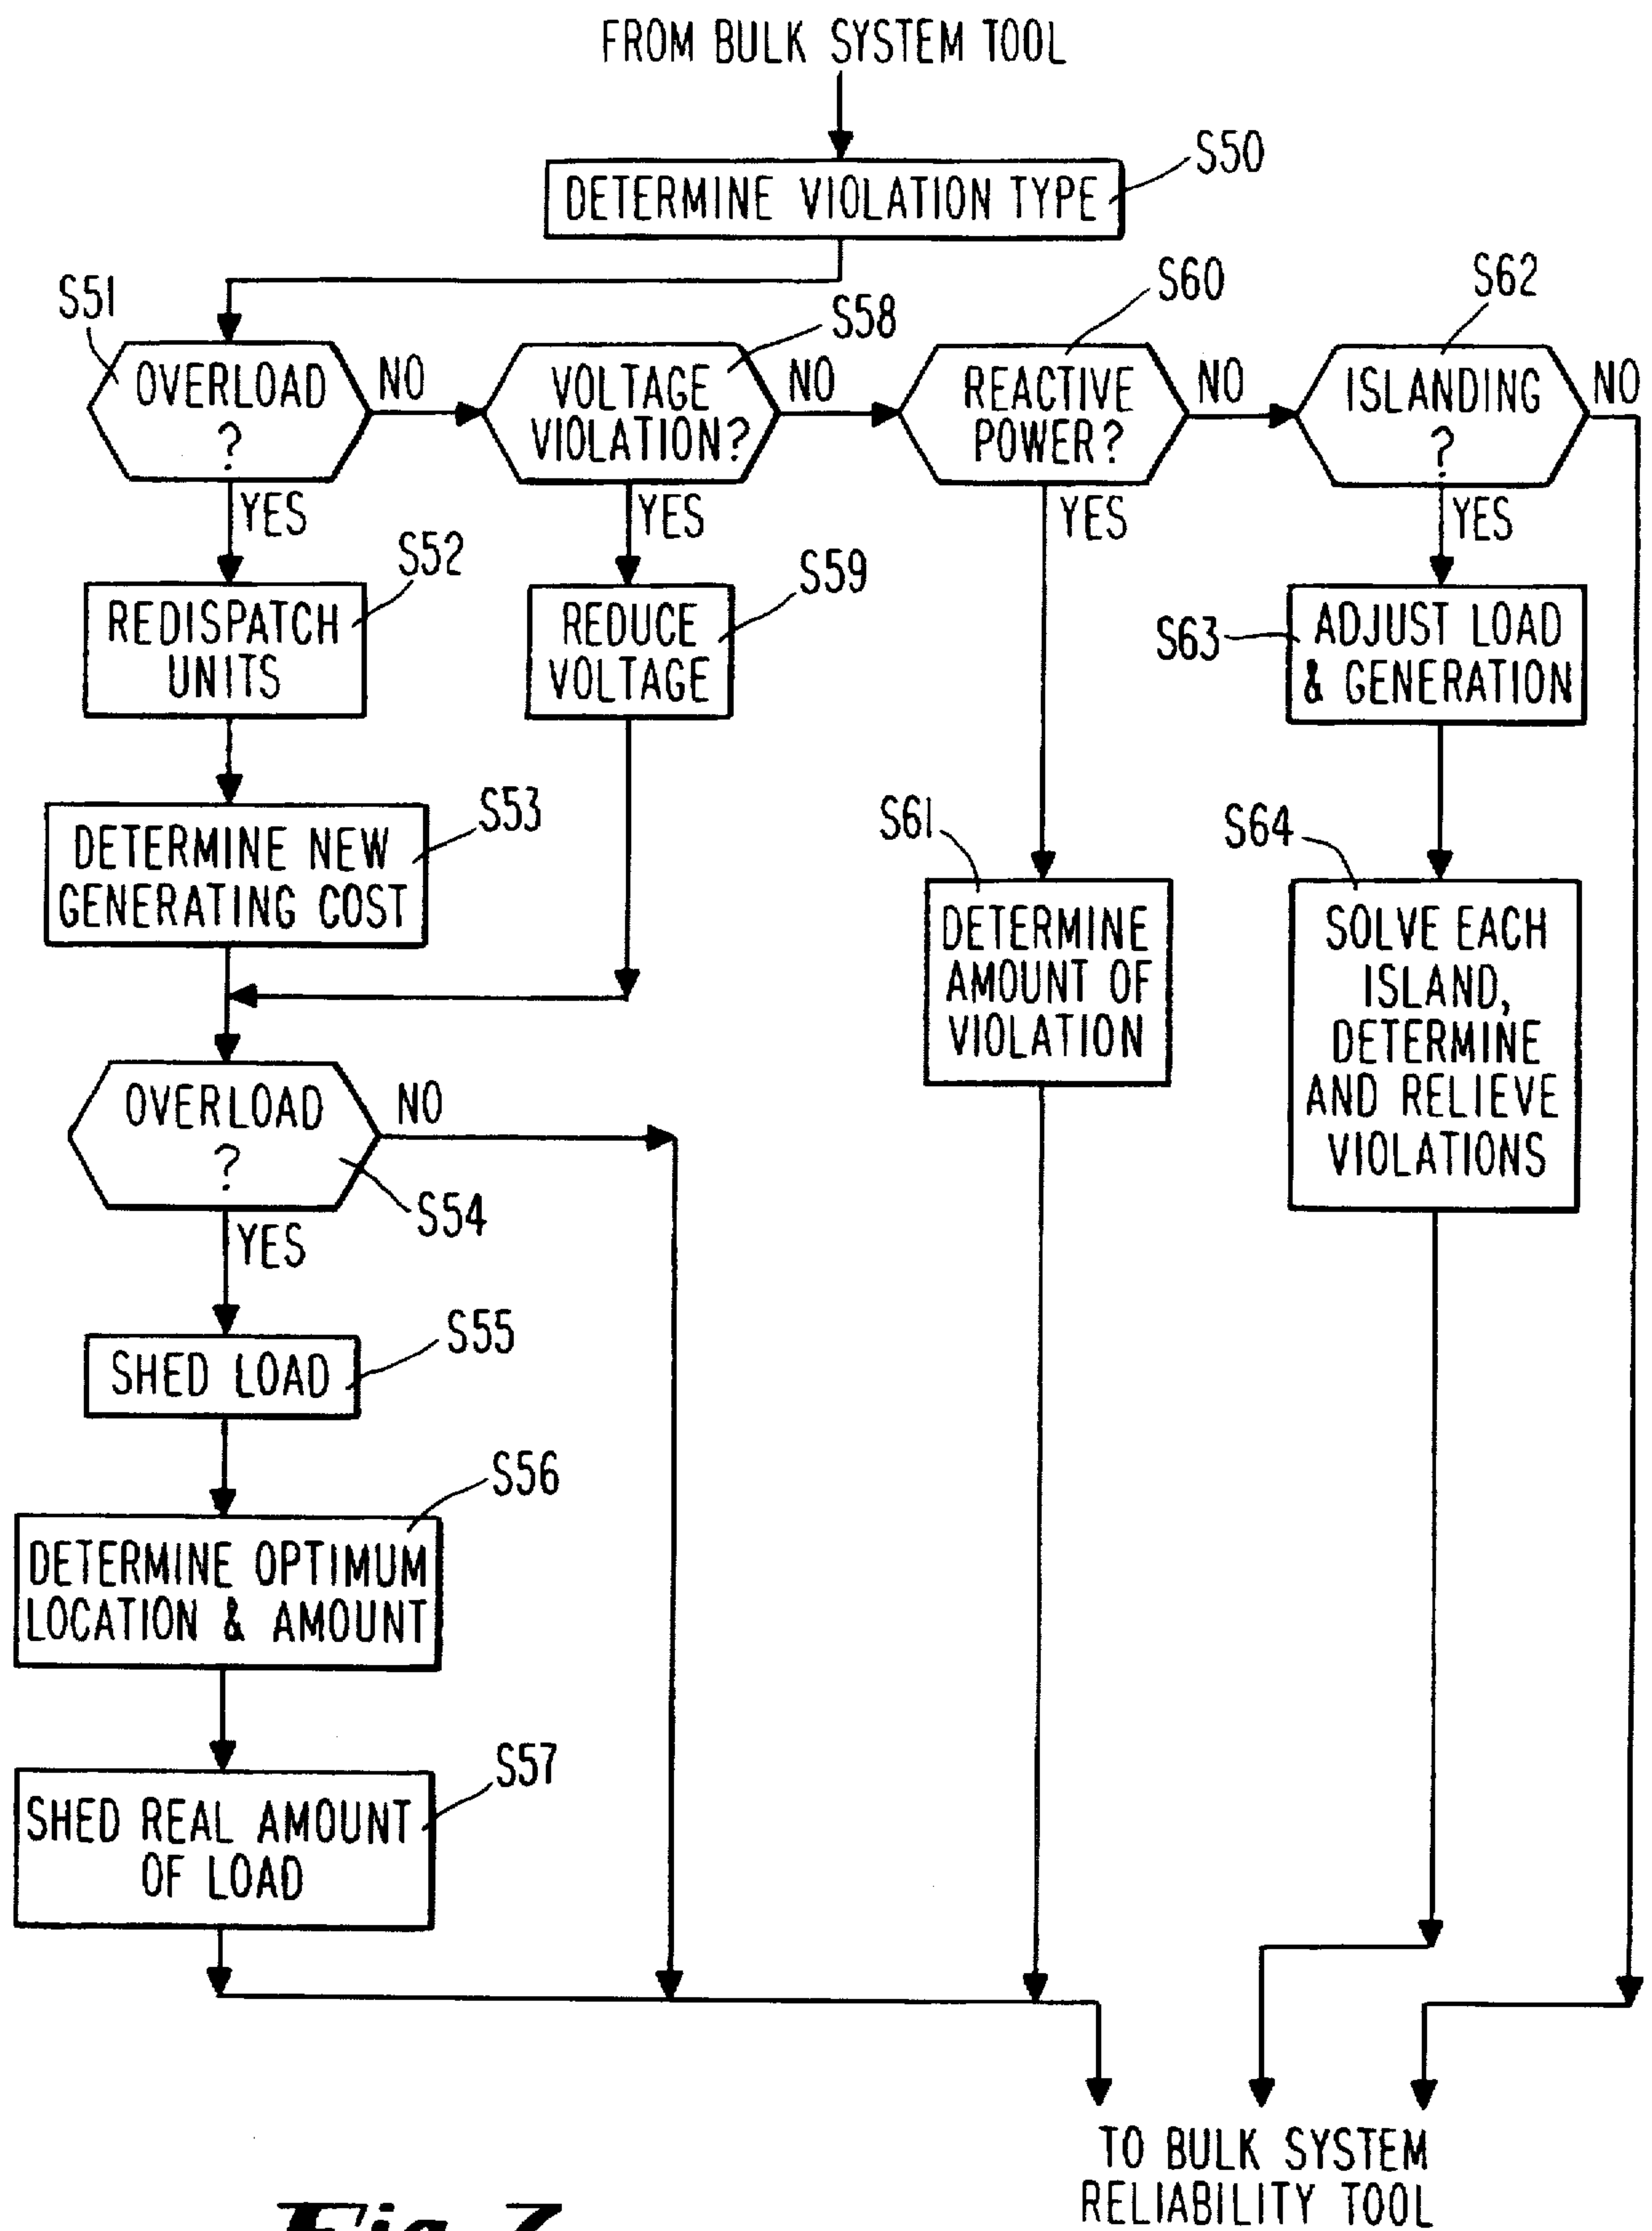 FROM BULK SYSTEM TOOL
S50
DETERMINE VIOLATION TYPE
S51
S58
S60
S62
OVERLOAD
?
NO
VOLTAGE
VIOLATION?
NO
REACTIVE
POWER?
NO
ISLANDING
?
NO
YES
YES
YES
YES
S52
REDISPATCH
UNITS
S59
REDUCE
VOLTAGE
S63
ADJUST LOAD
& GENERATION
S53
DETERMINE NEW
GENERATING COST
S61
DETERMINE
AMOUNT OF
VIOLATION
S64
SOLVE EACH
ISLAND,
DETERMINE
AND RELIEVE
VIOLATIONS
OVERLOAD
?
NO
S54
YES
S55
SHED LOAD
S56
DETERMINE OPTIMUM
LOCATION & AMOUNT
S57
SHED REAL AMOUNT
OF LOAD
TO BULK SYSTEM
RELIABILITY TOOL